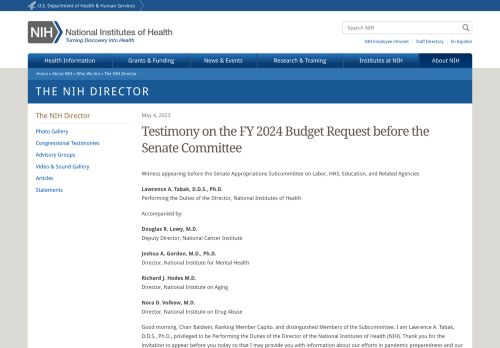 U.S. Department of Health & Human Services
NIH National Institutes of Health
Turning Discovery Into Health
Search NIH
NIH Employee Intranet | Staff Directory | En Español
Health Information
Grants & Funding
News & Events
Research & Training
Institutes at NIH
About NIH
Home » About NIH » Who We Are » The NIH Director
THE NIH DIRECTOR
The NIH Director
Photo Gallery
Congressional Testimonies
Advisory Groups
Video & Sound Gallery
Articles
Statements
May 4, 2023
Testimony on the FY 2024 Budget Request before the
Senate Committee
Witness appearing before the Senate Appropriations Subcommittee on Labor, HHS, Education, and Related Agencies
Lawrence A. Tabak, D.D.S., Ph.D.
Performing the Duties of the Director, National Institutes of Health
Accompanied by:
Douglas R. Lowy, M.D.
Deputy Director, National Cancer Institute
Joshua A. Gordon, M.D., Ph.D.
Director, National Institute for Mental Health
Richard J. Hodes M.D.
Director, National Institute on Aging
Nora D. Volkow, M.D.
Director, National Institute on Drug Abuse
Good morning, Chair Baldwin, Ranking Member Capito, and distinguished Members of the Subcommittee. I am Lawrence A. Tabak,
D.D.S., Ph.D., privileged to be Performing the Duties of the Director of the National Institutes of Health (NIH). Thank you for the
invitation to appear before you today so that I may provide you with information about our efforts in pandemic preparedness and our